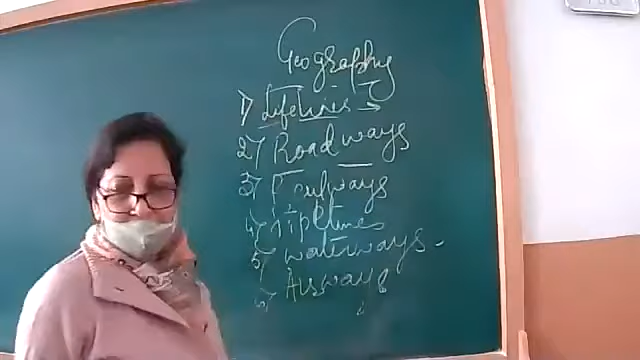 Geography
1) Lifelines →
2) Roadways
3) Railways
4) Pipelines
5) Waterways -
6) Airways